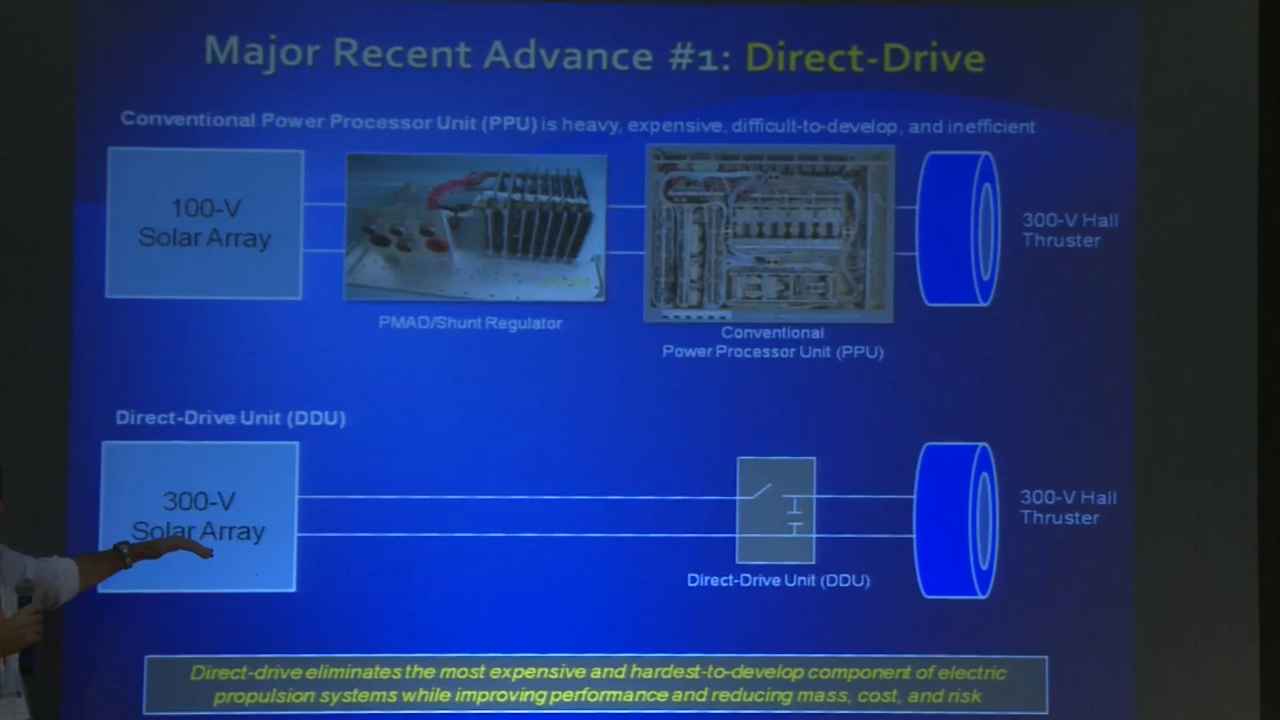 Major Recent Advance #1: Direct-Drive
Conventional Power Processor Unit (PPU) is heavy, expensive, difficult-to-develop, and inefficient
100-V
Solar Array
300-V Hall
Thruster
PMAD/Shunt Regulator
Conventional
Power Processor Unit (PPU)
Direct-Drive Unit (DDU)
300-V
Solar Array
300-V Hall
Thruster
Direct-Drive Unit (DDU)
Direct-drive eliminates the most expensive and hardest-to-develop component of electric
propulsion systems while improving performance and reducing mass, cost, and risk